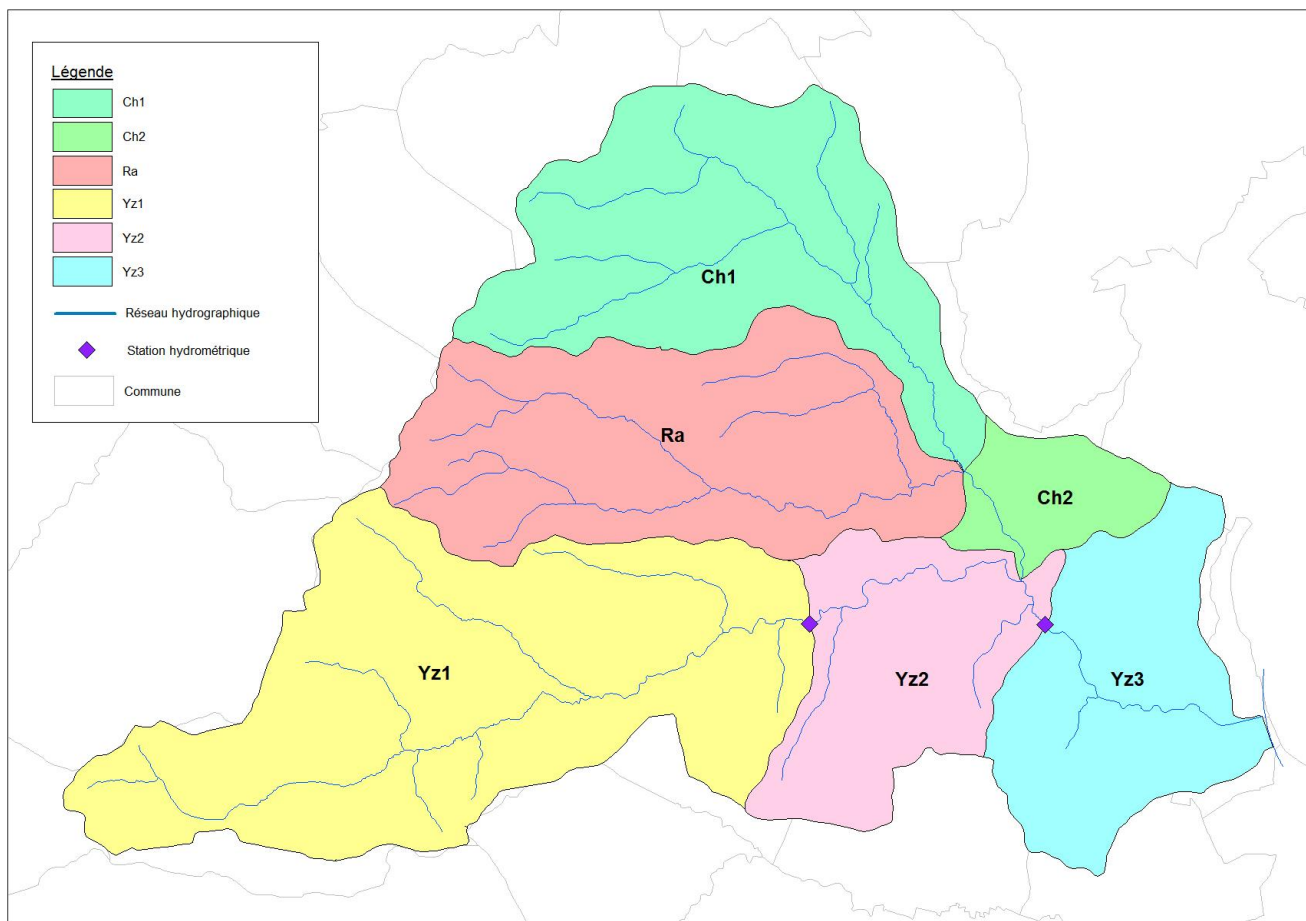 Légende
Ch1
Ch2
Ra
Yz1
Yz2
Yz3
Réseau hydrographique
Station hydrométrique
Commune
Ch1
Ra
Ch2
Yz1
Yz2
Yz3